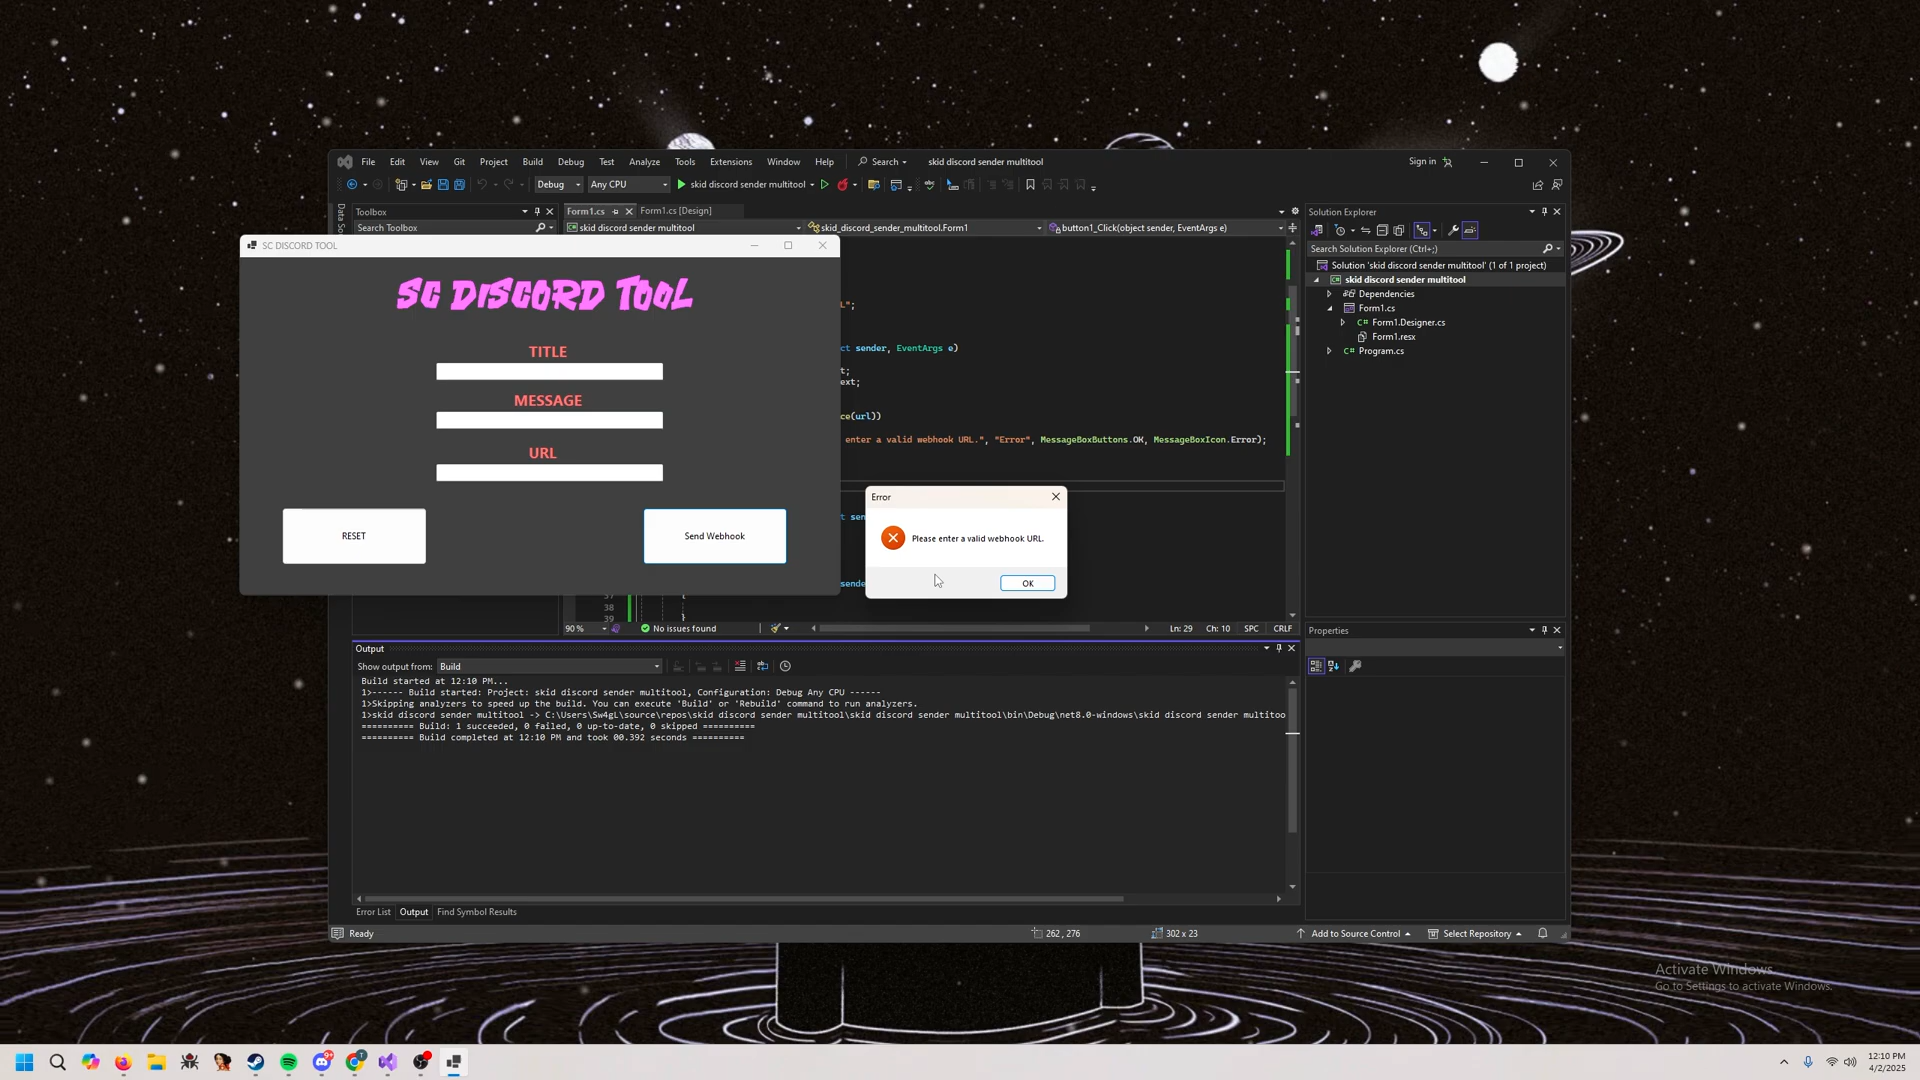 File Edit View Git Project Build Debug Test Analyze Tools Extensions Window Help Search skid discord sender multitool Sign in
Debug Any CPU skid discord sender multitool
Toolbox
Search Toolbox
Form1.cs Form1.cs [Design]
skid discord sender multitool skid_discord_sender_multitool.Form1 button1_Click(object sender, EventArgs e)
SC DISCORD TOOL
SC DISCORD TOOL
TITLE
MESSAGE
URL
RESET
Send Webhook
L";
ct sender, EventArgs e)
t;
ext;
ce(url))
enter a valid webhook URL.", "Error", MessageBoxButtons.OK, MessageBoxIcon.Error);
t sen
sende
Error
Please enter a valid webhook URL.
OK
37
38
39
90 % No issues found Ln: 29 Ch: 10 SPC CRLF
Solution Explorer
Search Solution Explorer (Ctrl+;)
Solution 'skid discord sender multitool' (1 of 1 project)
skid discord sender multitool
Dependencies
Form1.cs
Form1.Designer.cs
Form1.resx
Program.cs
Properties
Output
Show output from: Build
Build started at 12:10 PM...
1>------ Build started: Project: skid discord sender multitool, Configuration: Debug Any CPU ------
1>Skipping analyzers to speed up the build. You can execute 'Build' or 'Rebuild' command to run analyzers.
1>skid discord sender multitool -> C:\Users\Sw4gL\source\repos\skid discord sender multitool\skid discord sender multitool\bin\Debug\net8.0-windows\skid discord sender multitoo
========== Build: 1 succeeded, 0 failed, 0 up-to-date, 0 skipped ==========
========== Build completed at 12:10 PM and took 00.392 seconds ==========
Error List Output Find Symbol Results
Ready 262 , 276 302 x 23 Add to Source Control Select Repository
Activate Windows
Go to Settings to activate Windows.
9+
12:10 PM
4/2/2025